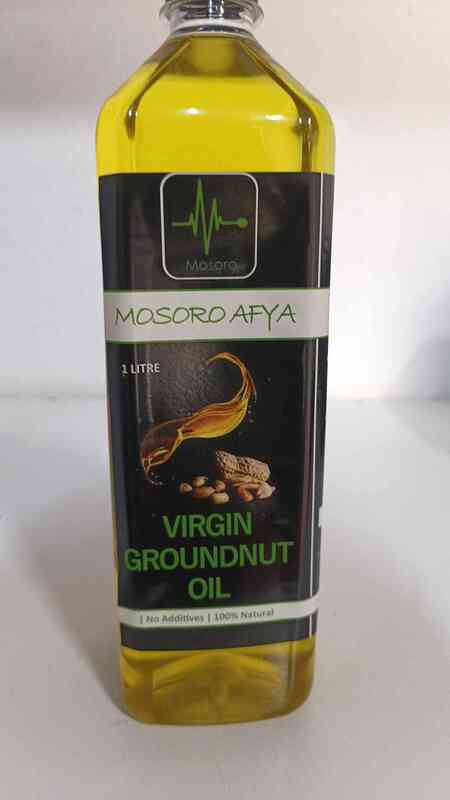 Mosoro
MOSORO AFYA
1 LITRE
VIRGIN
GROUNDNUT
OIL
| No Additives | 100% Natural